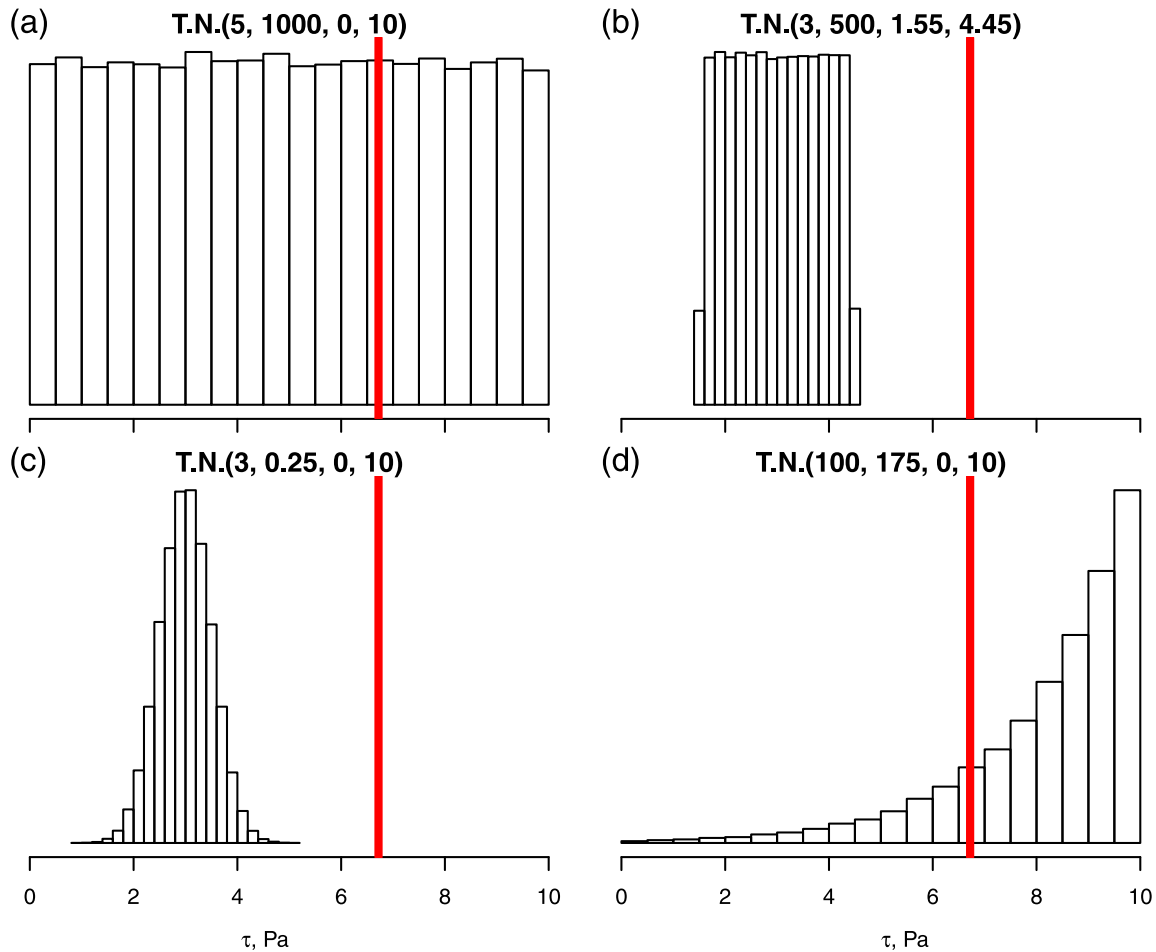 (a) T.N.(5, 1000, 0, 10)
(b) T.N.(3, 500, 1.55, 4.45)
(c) T.N.(3, 0.25, 0, 10)
(d) T.N.(100, 175, 0, 10)
0 2 4 6 8 10
τ, Pa
0 2 4 6 8 10
τ, Pa